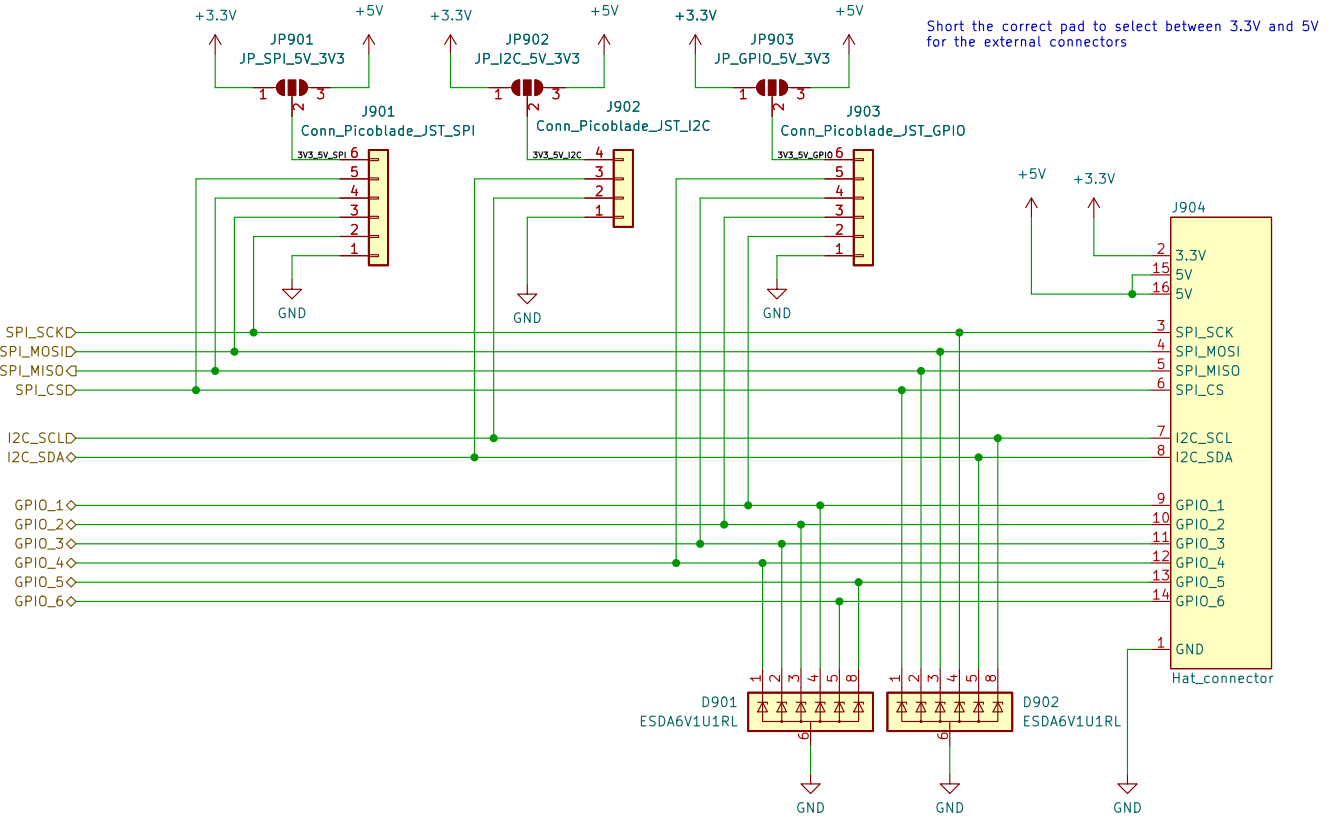 +3.3V
+5V
+3.3V
+5V
+3.3V
+5V
Short the correct pad to select between 3.3V and 5V
for the external connectors
JP901
JP_SPI_5V_3V3
JP902
JP_I2C_5V_3V3
JP903
JP_GPIO_5V_3V3
1
3
2
1
3
2
1
3
2
J901
Conn_Picoblade_JST_SPI
J902
Conn_Picoblade_JST_I2C
J903
Conn_Picoblade_JST_GPIO
3V3_5V_SPI
6
5
4
3
2
1
3V3_5V_I2C
4
3
2
1
3V3_5V_GPIO
6
5
4
3
2
1
GND
GND
GND
+5V
+3.3V
J904
2 3.3V
15 5V
16 5V
SPI_SCK
3 SPI_SCK
SPI_MOSI
4 SPI_MOSI
SPI_MISO
5 SPI_MISO
SPI_CS
6 SPI_CS
I2C_SCL
7 I2C_SCL
I2C_SDA
8 I2C_SDA
GPIO_1
9 GPIO_1
GPIO_2
10 GPIO_2
GPIO_3
11 GPIO_3
GPIO_4
12 GPIO_4
GPIO_5
13 GPIO_5
GPIO_6
14 GPIO_6
1 GND
Hat_connector
1 2 3 4 5 8
D901
ESDA6V1U1RL
6
1 2 3 4 5 8
D902
ESDA6V1U1RL
6
GND
GND
GND